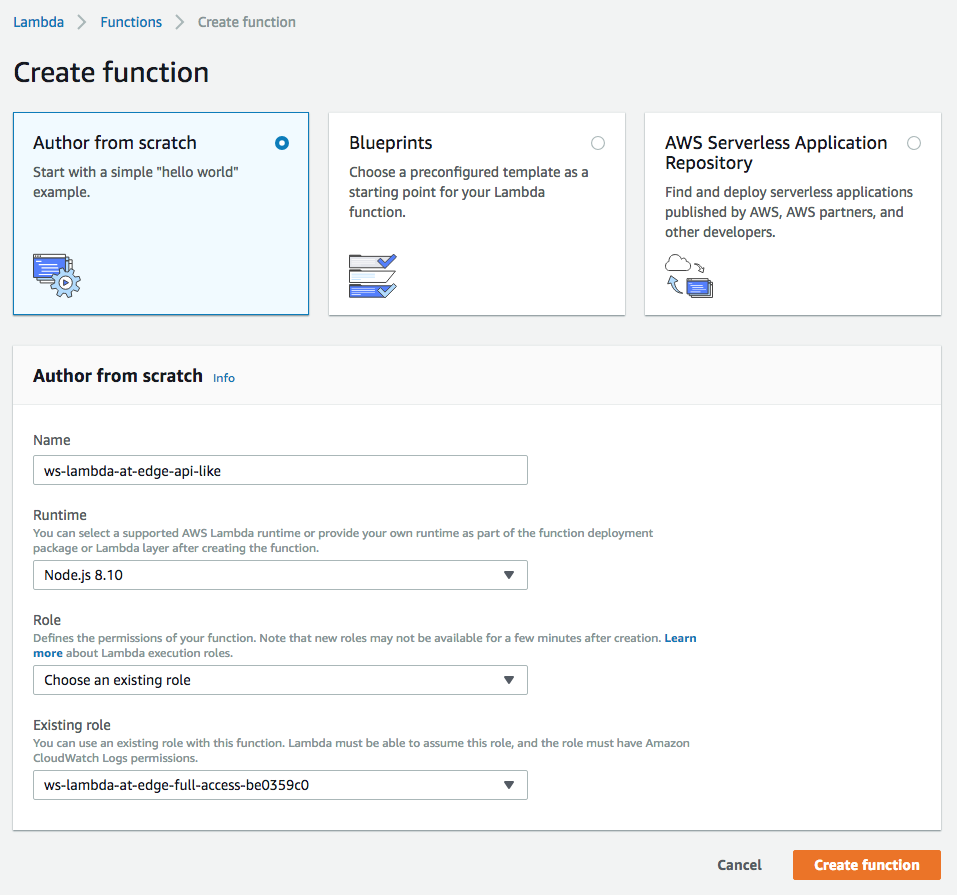 Lambda > Functions > Create function
Create function
Author from scratch
Start with a simple "hello world"
example.
Blueprints
Choose a preconfigured template as a
starting point for your Lambda
function.
AWS Serverless Application
Repository
Find and deploy serverless applications
published by AWS, AWS partners, and
other developers.
Author from scratch Info
Name
ws-lambda-at-edge-api-like
Runtime
You can select a supported AWS Lambda runtime or provide your own runtime as part of the function deployment
package or Lambda layer after creating the function.
Node.js 8.10
Role
Defines the permissions of your function. Note that new roles may not be available for a few minutes after creation. Learn
more about Lambda execution roles.
Choose an existing role
Existing role
You can use an existing role with this function. Lambda must be able to assume this role, and the role must have Amazon
CloudWatch Logs permissions.
ws-lambda-at-edge-full-access-be0359c0
Cancel
Create function